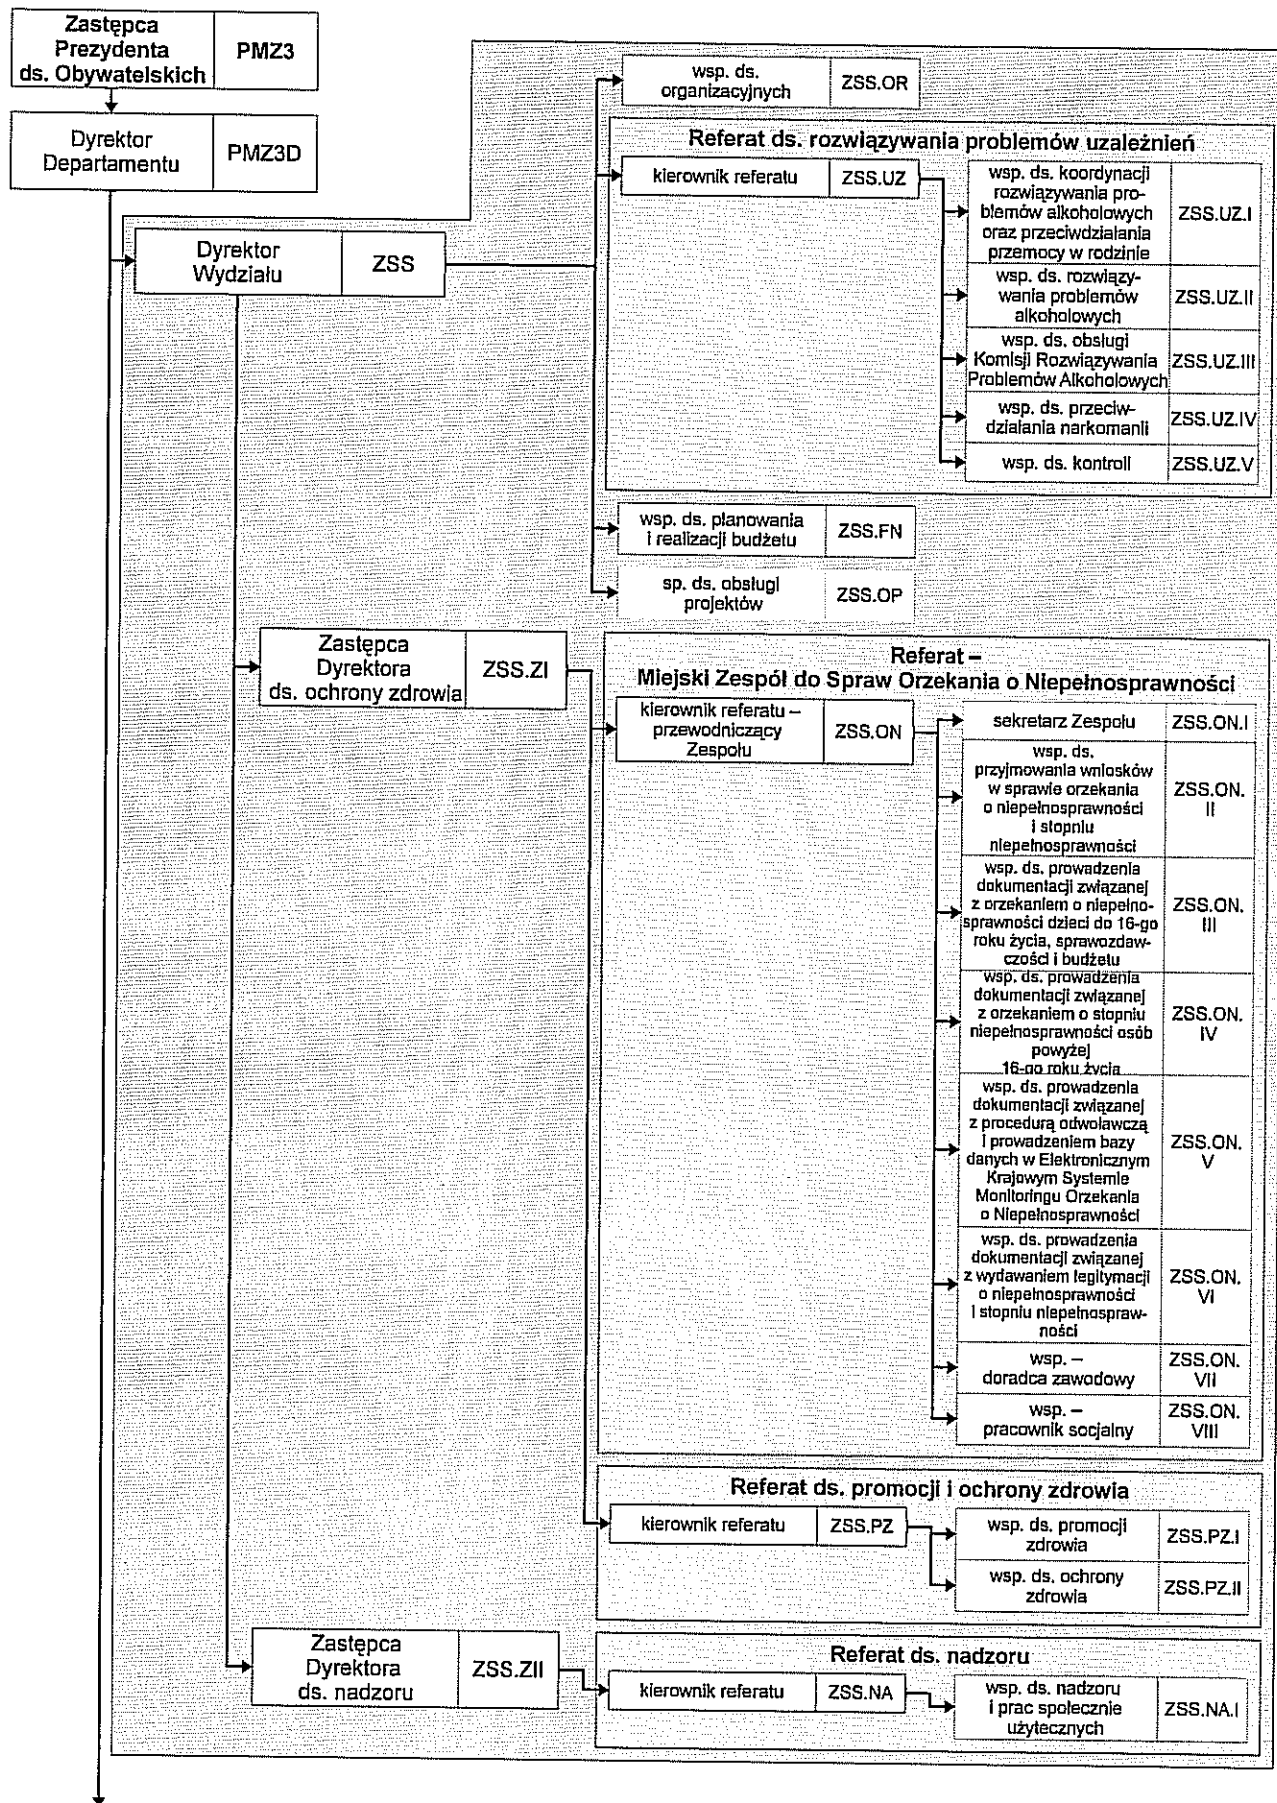 Zastępca
Prezydenta
ds. Obywatelskich
PMZ3
Dyrektor
Departamentu
PMZ3D
Dyrektor
Wydziału
ZSS
wsp. ds.
organizacyjnych
ZSS.OR
Referat ds. rozwiązywania problemów uzależnień
kierownik referatu
ZSS.UZ
wsp. ds. koordynacji
rozwiązywania pro-
blemów alkoholowych
oraz przeciwdziałania
przemocy w rodzinie
ZSS.UZ.I
wsp. ds. rozwiązy-
wania problemów
alkoholowych
ZSS.UZ.II
wsp. ds. obsługi
Komisji Rozwiązywania
Problemów Alkoholowych
ZSS.UZ.III
wsp. ds. przeciw-
działania narkomanii
ZSS.UZ.IV
wsp. ds. kontroli
ZSS.UZ.V
wsp. ds. planowania
i realizacji budżetu
ZSS.FN
sp. ds. obsługi
projektów
ZSS.OP
Zastępca
Dyrektora
ds. ochrony zdrowia
ZSS.ZI
Referat –
Miejski Zespół do Spraw Orzekania o Niepełnosprawności
kierownik referatu –
przewodniczący
Zespołu
ZSS.ON
sekretarz Zespołu
ZSS.ON.I
wsp. ds.
przyjmowania wniosków
w sprawie orzekania
o niepełnosprawności
i stopniu
niepełnosprawności
ZSS.ON.
II
wsp. ds. prowadzenia
dokumentacji związanej
z orzekaniem o niepełno-
sprawności dzieci do 16-go
roku życia, sprawozdaw-
czości i budżetu
ZSS.ON.
III
wsp. ds. prowadzenia
dokumentacji związanej
z orzekaniem o stopniu
niepełnosprawności osób
powyżej
16-go roku życia
ZSS.ON.
IV
wsp. ds. prowadzenia
dokumentacji związanej
z procedurą odwoławczą
i prowadzeniem bazy
danych w Elektronicznym
Krajowym Systemie
Monitoringu Orzekania
o Niepełnosprawności
ZSS.ON.
V
wsp. ds. prowadzenia
dokumentacji związanej
z wydawaniem legitymacji
o niepełnosprawności
i stopniu niepełnospraw-
ności
ZSS.ON.
VI
wsp. –
doradca zawodowy
ZSS.ON.
VII
wsp. –
pracownik socjalny
ZSS.ON.
VIII
Referat ds. promocji i ochrony zdrowia
kierownik referatu
ZSS.PZ
wsp. ds. promocji
zdrowia
ZSS.PZ.I
wsp. ds. ochrony
zdrowia
ZSS.PZ.II
Zastępca
Dyrektora
ds. nadzoru
ZSS.ZII
Referat ds. nadzoru
kierownik referatu
ZSS.NA
wsp. ds. nadzoru
i prac społecznie
użytecznych
ZSS.NA.I